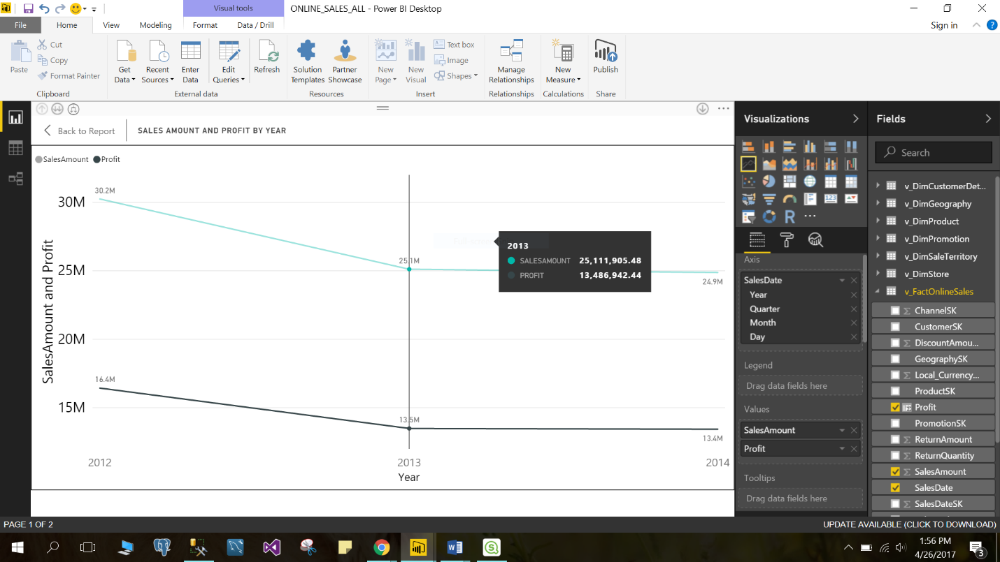 Visual tools
ONLINE_SALES_ALL - Power BI Desktop
File Home View Modeling Format Data / Drill Sign in
Paste
Cut
Copy
Format Painter
Clipboard
Get Data
Recent Sources
Enter Data
Edit Queries
Refresh
External data
Solution Templates
Partner Showcase
Resources
New Page
New Visual
Text box
Image
Shapes
Insert
Manage Relationships
Relationships
New Measure
Calculations
Publish
Share
Back to Report
SALES AMOUNT AND PROFIT BY YEAR
SalesAmount Profit
SalesAmount and Profit
30M
25M
20M
15M
30.2M
25.1M
24.9M
16.4M
13.5M
13.4M
2013
SALESAMOUNT 25,111,905.48
PROFIT 13,486,942.44
2012 2013 2014
Year
Visualizations
R
Axis
SalesDate
Year
Quarter
Month
Day
Legend
Drag data fields here
Values
SalesAmount
Profit
Tooltips
Drag data fields here
Fields
Search
v_DimCustomerDet...
v_DimGeography
v_DimProduct
v_DimPromotion
v_DimSaleTerritory
v_DimStore
v_FactOnlineSales
ChannelSK
CustomerSK
DiscountAmou...
GeographySK
Local_Currency...
ProductSK
Profit
PromotionSK
ReturnAmount
ReturnQuantity
SalesAmount
SalesDate
SalesDateSK
PAGE 1 OF 2
UPDATE AVAILABLE (CLICK TO DOWNLOAD)
1:56 PM
4/26/2017
3